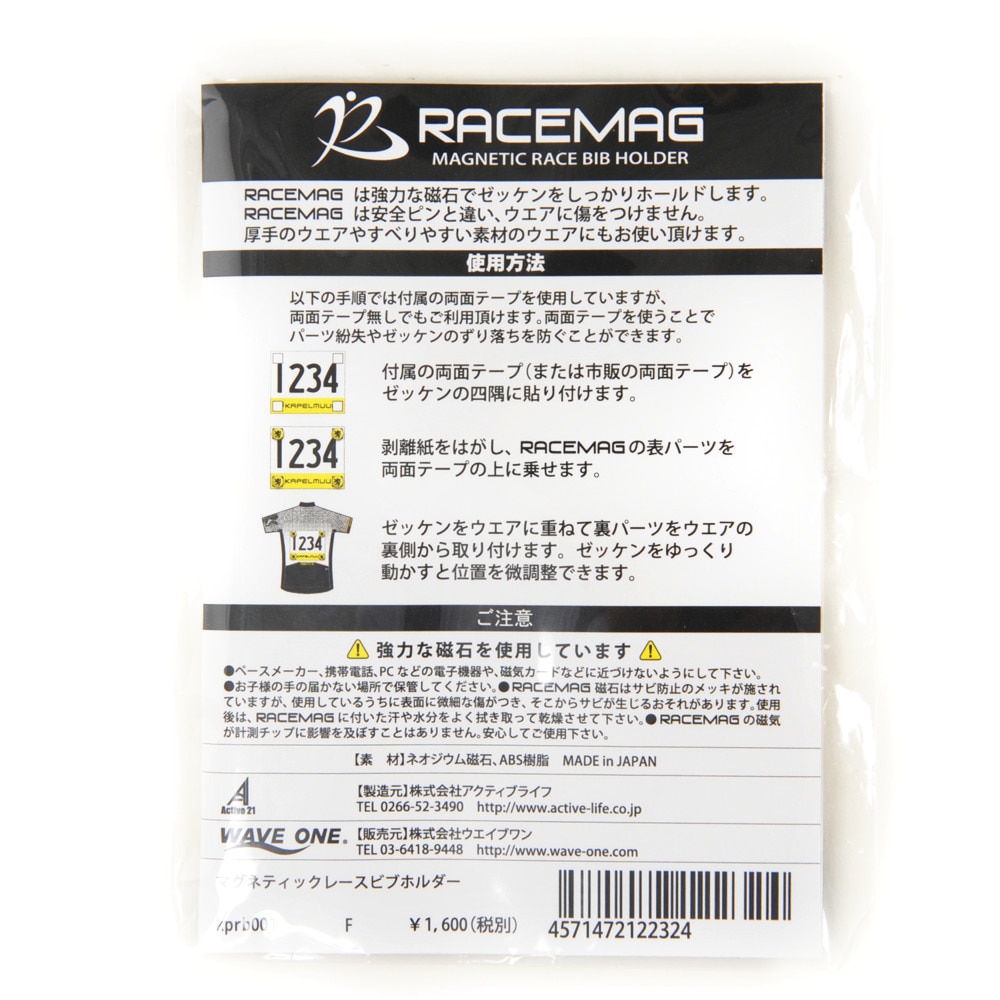 RACEMAG
MAGNETIC RACE BIB HOLDER
RACEMAG は強力な磁石でゼッケンをしっかりホールドします。
RACEMAG は安全ピンと違い、ウエアに傷をつけません。
厚手のウエアやすべりやすい素材のウエアにもお使い頂けます。
使用方法
以下の手順では付属の両面テープを使用していますが、
両面テープ無しでもご利用頂けます。両面テープを使うことで
パーツ紛失やゼッケンのずり落ちを防ぐことができます。
1234
KAPELMUU
付属の両面テープ（または市販の両面テープ）を
ゼッケンの四隅に貼り付けます。
1234
KAPELMUU
剥離紙をはがし、RACEMAGの表パーツを
両面テープの上に乗せます。
1234
KAPELMUU
ゼッケンをウエアに重ねて裏パーツをウエアの
裏側から取り付けます。ゼッケンをゆっくり
動かすと位置を微調整できます。
ご注意
強力な磁石を使用しています
●ペースメーカー、携帯電話、PCなどの電子機器や、磁気カードなどに近づけないようにして下さい。
●お子様の手の届かない場所で保管してください。●RACEMAG 磁石はサビ防止のメッキが施され
ていますが、使用しているうちに表面に微細な傷がつき、そこからサビが生じるおそれがあります。使用
後は、RACEMAGに付いた汗や水分をよく拭き取って乾燥させて下さい。●RACEMAGの磁気
が計測チップに影響を及ぼすことはありません。安心してご使用下さい。
【素　材】ネオジウム磁石、ABS樹脂　MADE in JAPAN
Active 21
【製造元】株式会社アクティブライフ
TEL 0266-52-3490　http://www.active-life.co.jp
WAVE ONE.
【販売元】株式会社ウエイブワン
TEL 03-6418-9448　http://www.wave-one.com
マグネティックレースビブホルダー
F　￥1,600（税別）
4571472122324